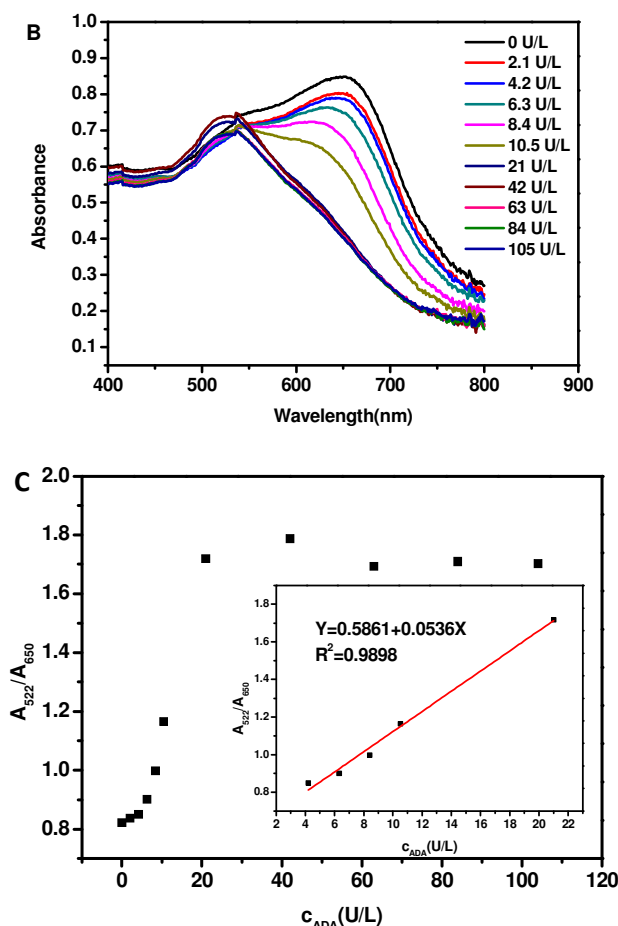 B
1.0
0.9
0.8
0.7
0.6
0.5
0.4
0.3
0.2
0.1
Absorbance
0 U/L
2.1 U/L
4.2 U/L
6.3 U/L
8.4 U/L
10.5 U/L
21 U/L
42 U/L
63 U/L
84 U/L
105 U/L
400 500 600 700 800 900
Wavelength(nm)
C
2.0
1.8
1.6
1.4
1.2
1.0
0.8
A522/A650
Y=0.5861+0.0536X
R²=0.9898
1.8
1.6
1.4
1.2
1.0
0.8
A522/A650
2 4 6 8 10 12 14 16 18 20 22
cADA(U/L)
0 20 40 60 80 100 120
cADA(U/L)